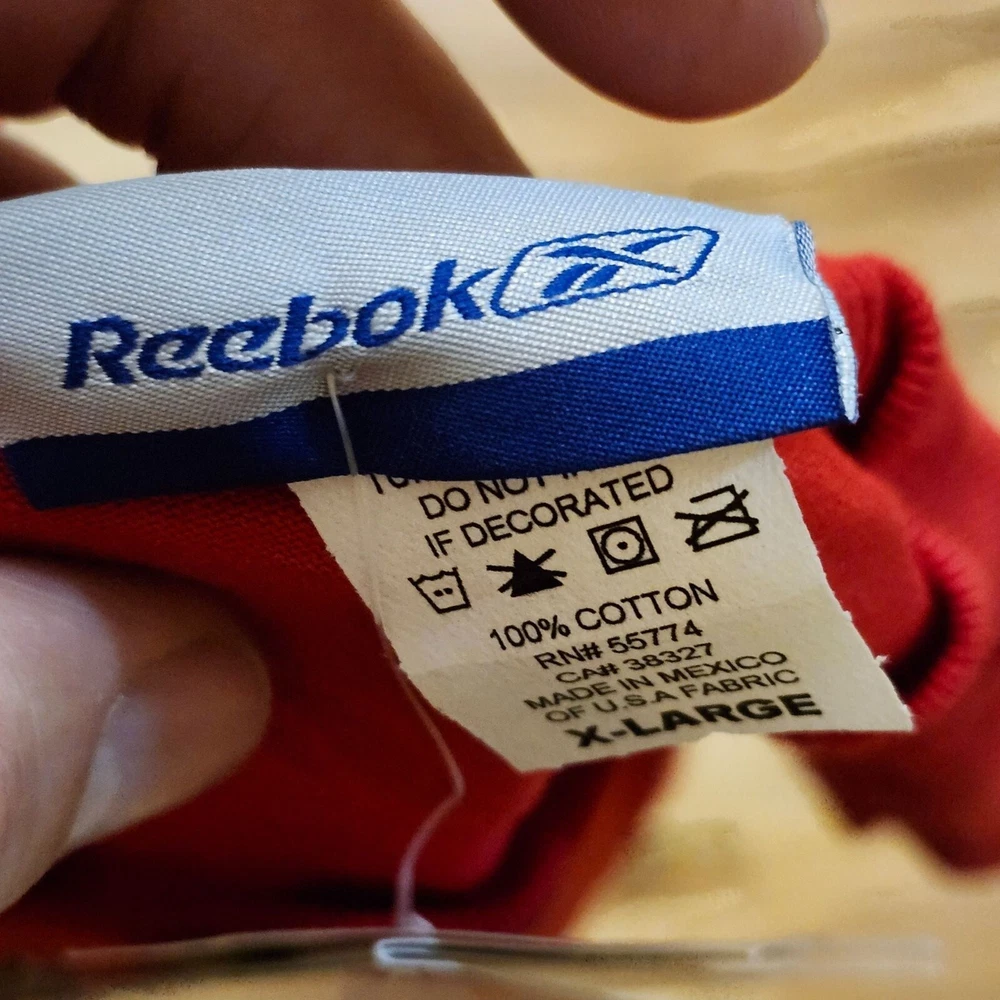 Reebok
DO NOT
IF DECORATED
100% COTTON
RN# 55774
CA# 38327
MADE IN MEXICO
OF U.S.A FABRIC
X-LARGE